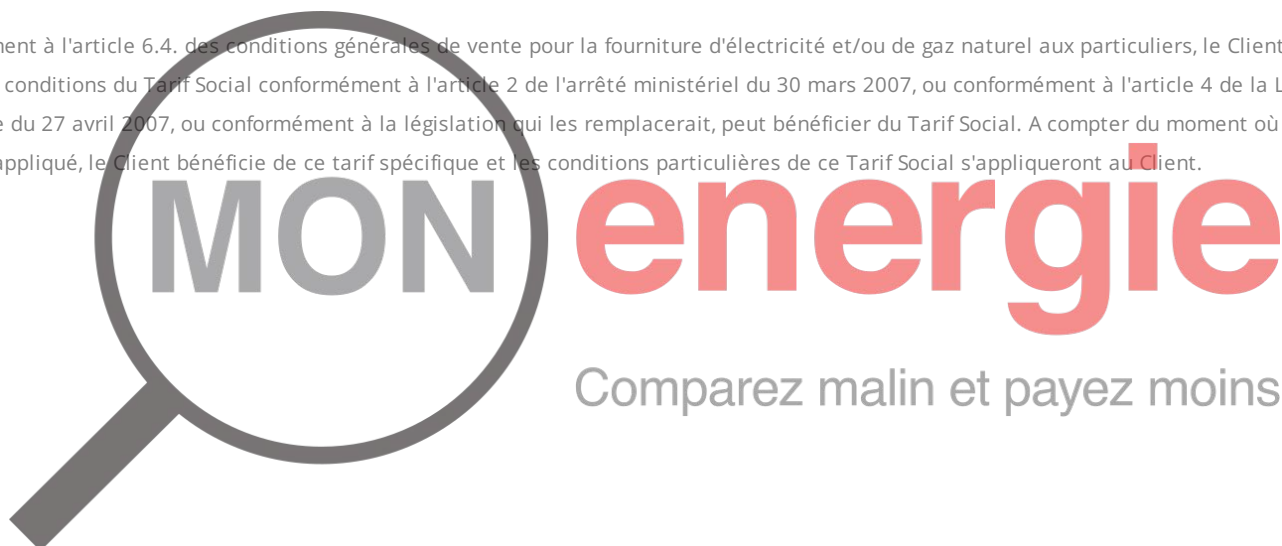 à l'article 6.4. des conditions générales de vente pour la fourniture d'électricité et/ou de gaz naturel aux particuliers, le Client
conditions du Tarif Social conformément à l'article 2 de l'arrêté ministériel du 30 mars 2007, ou conformément à l'article 4 de la
du 27 avril 2007, ou conformément à la législation qui les remplacerait, peut bénéficier du Tarif Social. A compter du moment où
appliqué, le Client bénéficie de ce tarif spécifique et les conditions particulières de ce Tarif Social s'appliqueront au Client.
MON energie
Comparez malin et payez moins